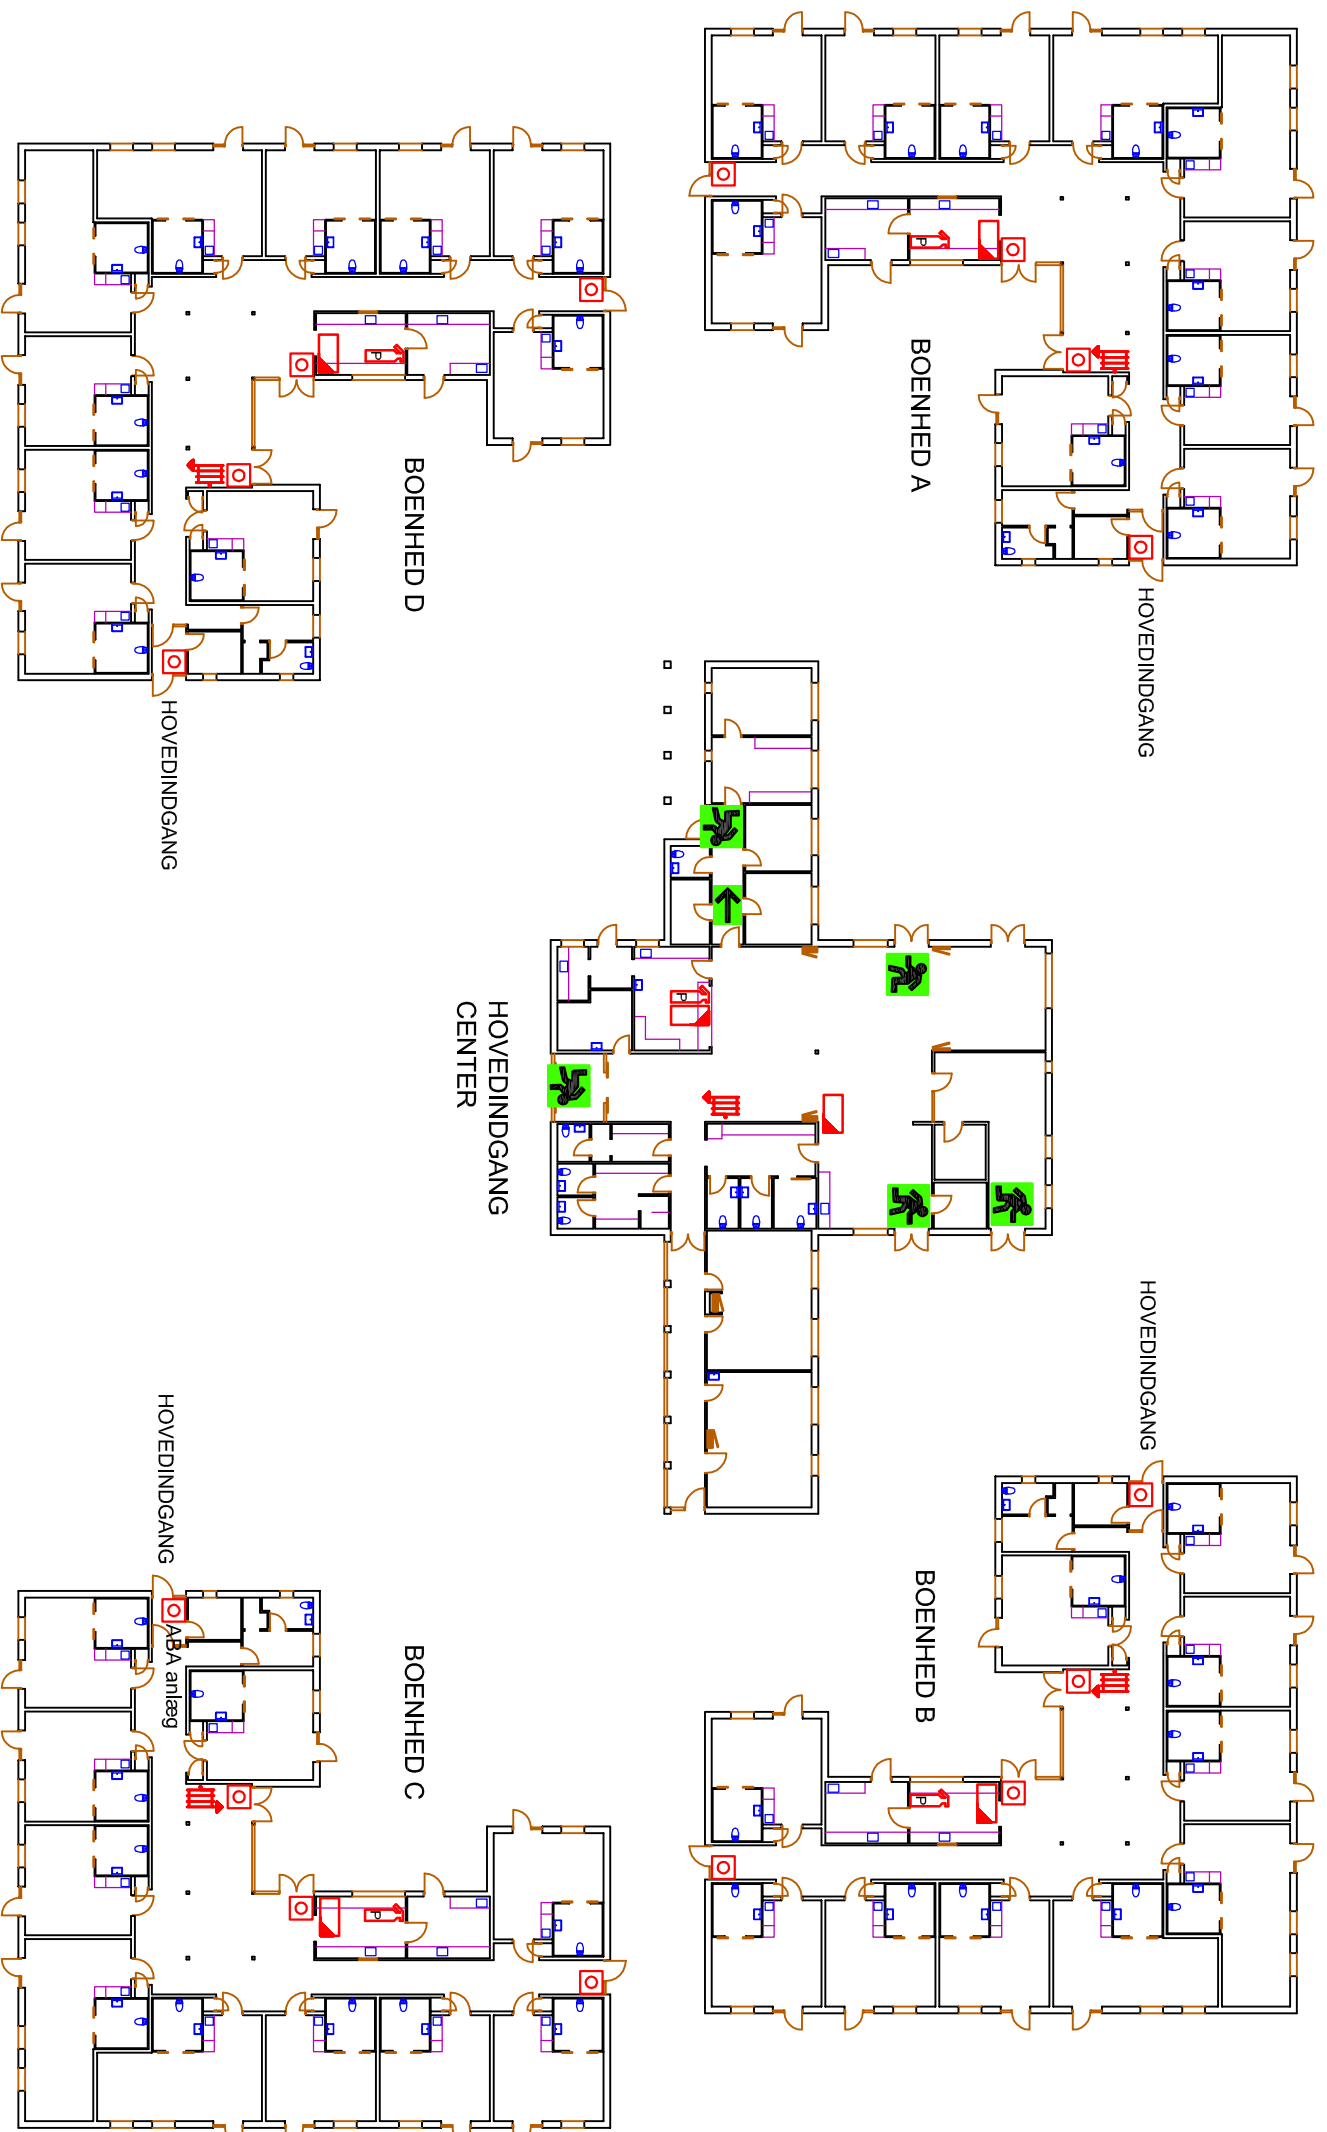 BOENHED A
HOVEDINDGANG
BOENHED D
HOVEDINDGANG
P
P
HOVEDINDGANG
CENTER
P
HOVEDINDGANG
BOENHED B
P
HOVEDINDGANG
ABA anlæg
BOENHED C
P